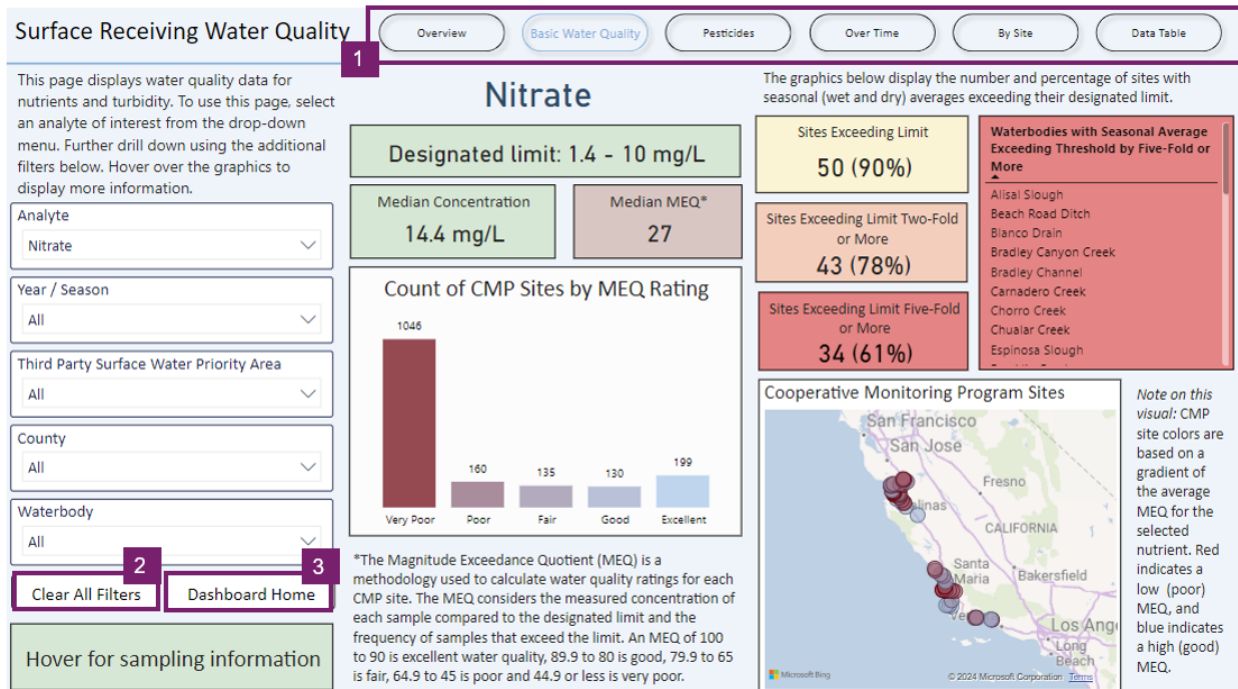 Surface Receiving Water Quality
1
Overview
Basic Water Quality
Pesticides
Over Time
By Site
Data Table
This page displays water quality data for
nutrients and turbidity. To use this page, select
an analyte of interest from the drop-down
menu. Further drill down using the additional
filters below. Hover over the graphics to
display more information.
Analyte
Nitrate
Year / Season
All
Third Party Surface Water Priority Area
All
County
All
Waterbody
All
2
Clear All Filters
3
Dashboard Home
Hover for sampling information
Nitrate
Designated limit: 1.4 - 10 mg/L
Median Concentration
14.4 mg/L
Median MEQ*
27
Count of CMP Sites by MEQ Rating
1046
160
135
130
199
Very Poor
Poor
Fair
Good
Excellent
*The Magnitude Exceedance Quotient (MEQ) is a
methodology used to calculate water quality ratings for each
CMP site. The MEQ considers the measured concentration of
each sample compared to the designated limit and the
frequency of samples that exceed the limit. An MEQ of 100
to 90 is excellent water quality, 89.9 to 80 is good, 79.9 to 65
is fair, 64.9 to 45 is poor and 44.9 or less is very poor.
The graphics below display the number and percentage of sites with
seasonal (wet and dry) averages exceeding their designated limit.
Sites Exceeding Limit
50 (90%)
Sites Exceeding Limit Two-Fold
or More
43 (78%)
Sites Exceeding Limit Five-Fold
or More
34 (61%)
Waterbodies with Seasonal Average
Exceeding Threshold by Five-Fold or
More
Alisal Slough
Beach Road Ditch
Blanco Drain
Bradley Canyon Creek
Bradley Channel
Carnadero Creek
Chorro Creek
Chualar Creek
Espinosa Slough
Cooperative Monitoring Program Sites
San Francisco
San Jose
Fresno
linas
CALIFORNIA
Santa
Maria
Bakersfield
Ve
Los Ange
Long
Beach
Microsoft Bing
© 2024 Microsoft Corporation
Terms
Note on this
visual: CMP
site colors are
based on a
gradient of
the average
MEQ for the
selected
nutrient. Red
indicates a
low (poor)
MEQ, and
blue indicates
a high (good)
MEQ.